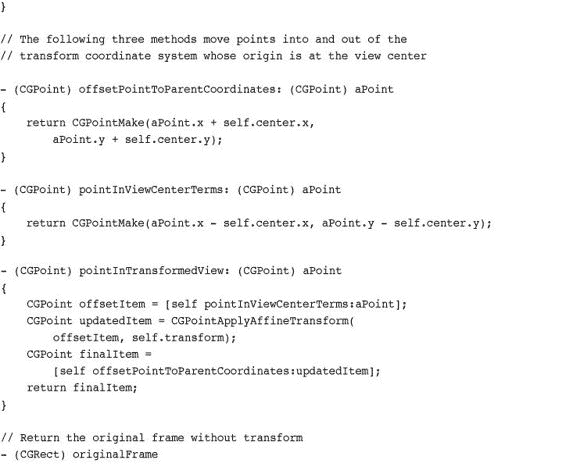 }
// The following three methods move points into and out of the
// transform coordinate system whose origin is at the view center
- (CGPoint) offsetPointToParentCoordinates: (CGPoint) aPoint
{
    return CGPointMake(aPoint.x + self.center.x,
        aPoint.y + self.center.y);
}
- (CGPoint) pointInViewCenterTerms: (CGPoint) aPoint
{
    return CGPointMake(aPoint.x - self.center.x, aPoint.y - self.center.y);
}
- (CGPoint) pointInTransformedView: (CGPoint) aPoint
{
    CGPoint offsetItem = [self pointInViewCenterTerms:aPoint];
    CGPoint updatedItem = CGPointApplyAffineTransform(
        offsetItem, self.transform);
    CGPoint finalItem =
        [self offsetPointToParentCoordinates:updatedItem];
    return finalItem;
}
// Return the original frame without transform
- (CGRect) originalFrame